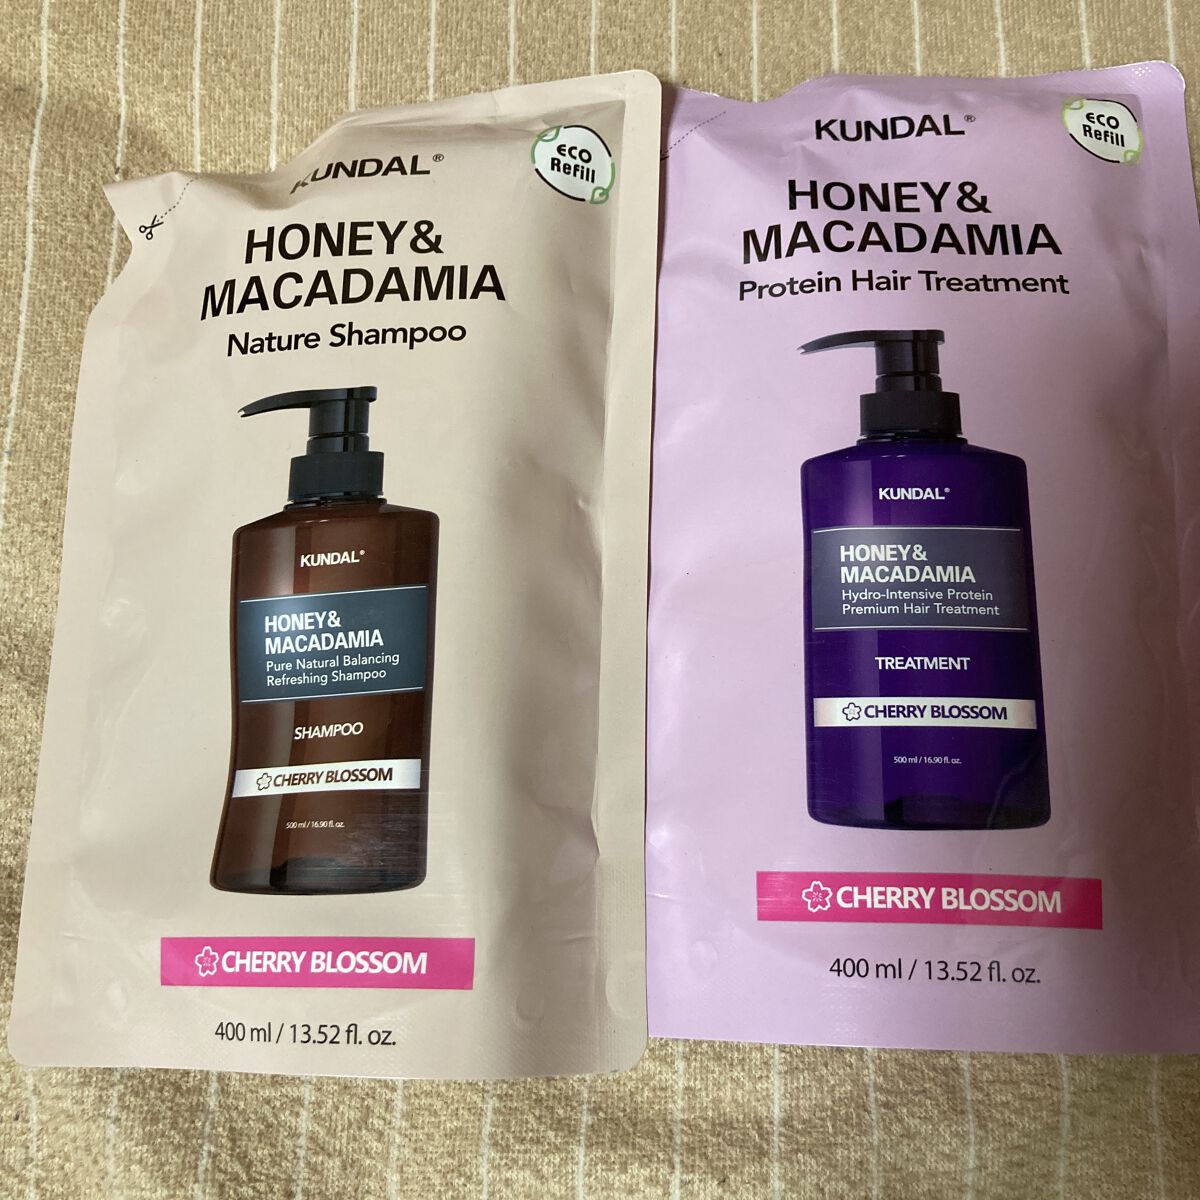 KUNDAL®
ECO
Refill
HONEY&
MACADAMIA
Nature Shampoo
KUNDAL®
HONEY&
MACADAMIA
Pure Natural Balancing
Refreshing Shampoo
SHAMPOO
CHERRY BLOSSOM
500 ml / 16.90 fl. oz.
CHERRY BLOSSOM
400 ml / 13.52 fl. oz.
KUNDAL®
ECO
Refill
HONEY&
MACADAMIA
Protein Hair Treatment
KUNDAL®
HONEY&
MACADAMIA
Hydro-Intensive Protein
Premium Hair Treatment
TREATMENT
CHERRY BLOSSOM
500 ml / 16.90 fl. oz.
CHERRY BLOSSOM
400 ml / 13.52 fl. oz.